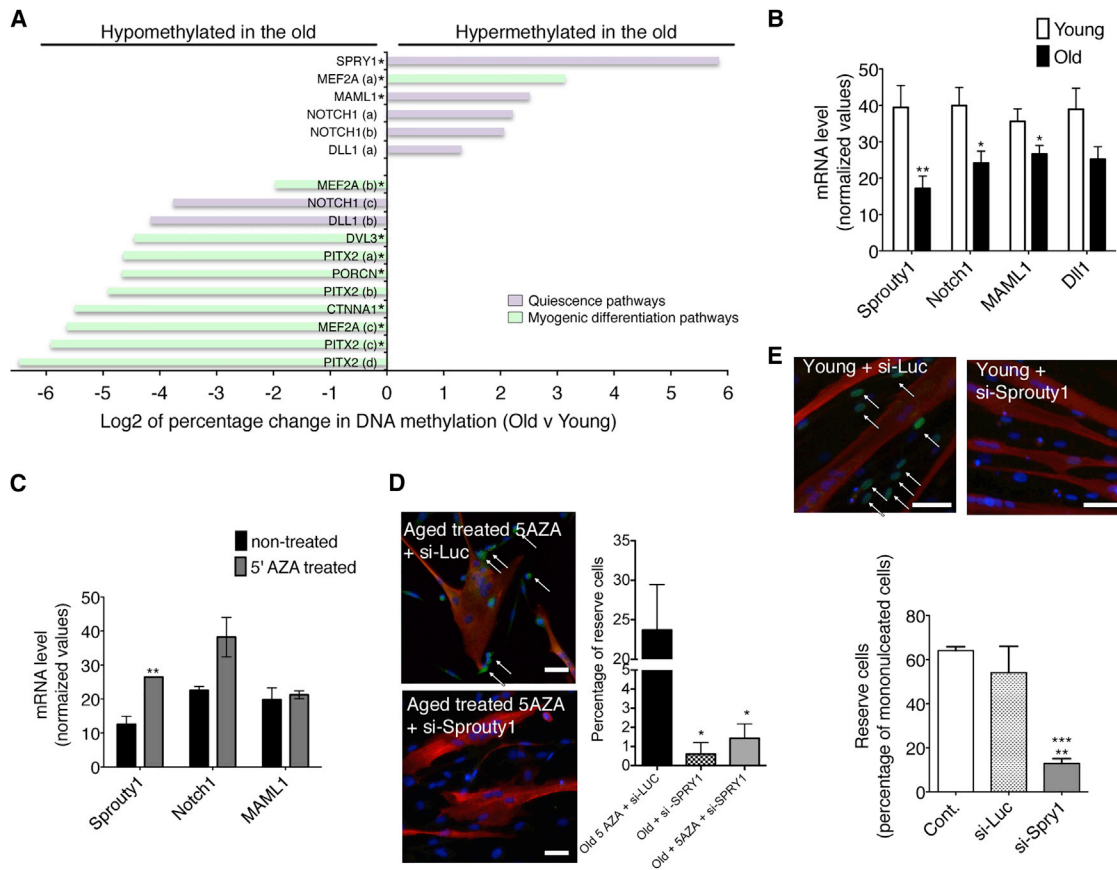 A
Hypomethylated in the old
Hypermethylated in the old
SPRY1*
MEF2A (a)*
MAML1*
NOTCH1 (a)
NOTCH1(b)
DLL1 (a)
MEF2A (b)*
NOTCH1 (c)
DLL1 (b)
DVL3*
PITX2 (a)*
PORCN*
PITX2 (b)
CTNNA1*
MEF2A (c)*
PITX2 (c)*
PITX2 (d)
Quiescence pathways
Myogenic differentiation pathways
-6 -5 -4 -3 -2 -1 0 1 2 3 4 5 6
Log2 of percentage change in DNA methylation (Old v Young)
B
Young
Old
mRNA level
(normalized values)
50
40
30
20
10
0
**
*
*
Sprouty1
Notch1
MAML1
Dll1
C
non-treated
5' AZA treated
mRNA level
(normaized values)
50
40
30
20
10
0
**
Sprouty1
Notch1
MAML1
D
Aged treated 5AZA
+ si-Luc
Aged treated 5AZA
+ si-Sprouty1
Percentage of reserve cells
35
30
25
20
5
4
3
2
1
0
*
*
Old 5 AZA + si-LUC
Old + si -SPRY1
Old + 5AZA + si-SPRY1
E
Young + si-Luc
Young +
si-Sprouty1
Reserve cells
(percentage of mononulceated cells)
80
60
40
20
0
***
**
Cont.
si-Luc
si-Spry1